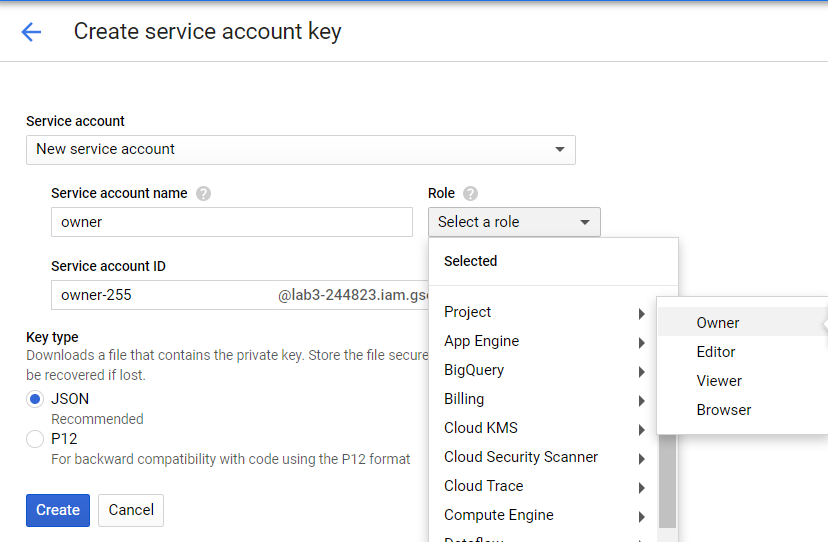 Create service account key
Service account
New service account
Service account name
Role
owner
Select a role
Selected
Service account ID
owner-255
@lab3-244823.iam.gs
Project
App Engine
BigQuery
Billing
Cloud KMS
Cloud Security Scanner
Cloud Trace
Compute Engine
Dataflow
Owner
Editor
Viewer
Browser
Key type
Downloads a file that contains the private key. Store the file secure
be recovered if lost.
JSON
Recommended
P12
For backward compatibility with code using the P12 format
Create
Cancel